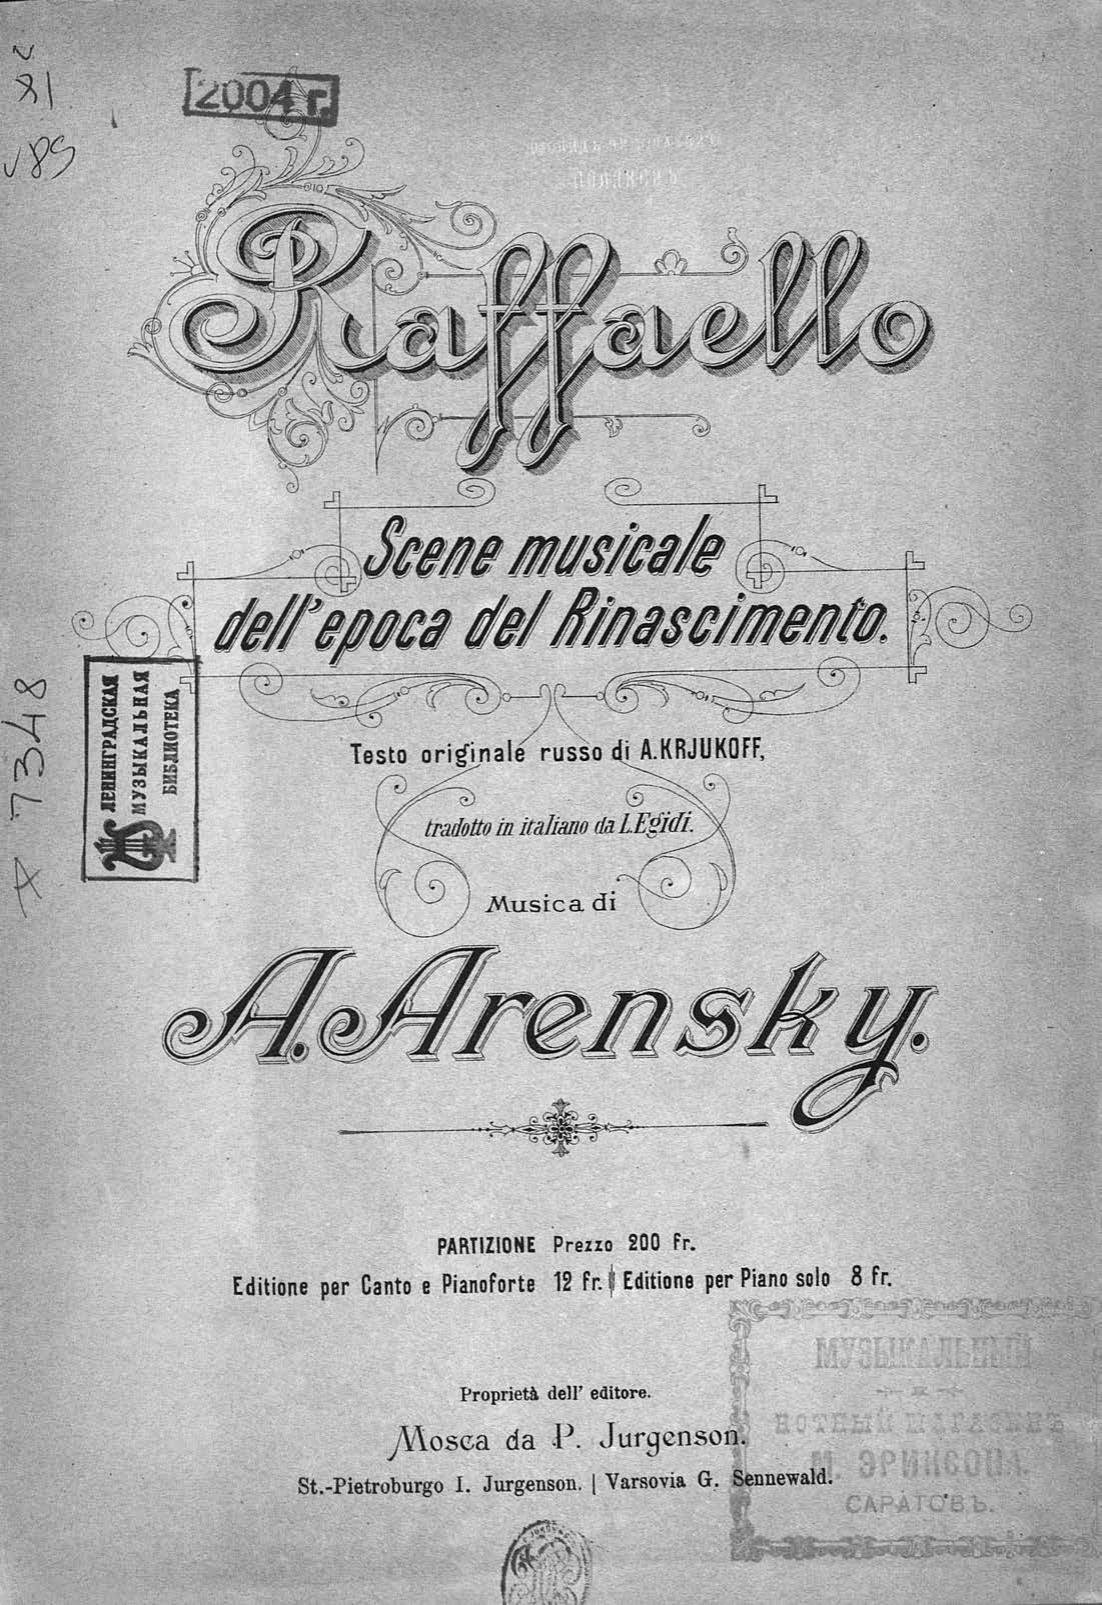 2004 г.
Raffaello
Scene musicale
dell'epoca del Rinascimento.
Testo originale russo di A.KRJUKOFF,
tradotto in italiano da L.Egidi.
Musica di
A. Arensky.
PARTIZIONE Prezzo 200 Fr.
Editione per Canto e Pianoforte 12 fr. Editione per Piano solo 8 fr.
Proprietà dell' editore.
Mosca da P. Jurgenson.
St.-Pietroburgo I. Jurgenson. | Varsovia G. Sennewald.
ЛЕНИНГРАДСКАЯ
МУЗЫКАЛЬНАЯ
БИБЛИОТЕКА
7348
МУЗЫКАЛЬНЫЙ
И
НОТНЫЙ МАГАЗИНЪ
ЭРИКСОНА.
САРАТОВЪ.